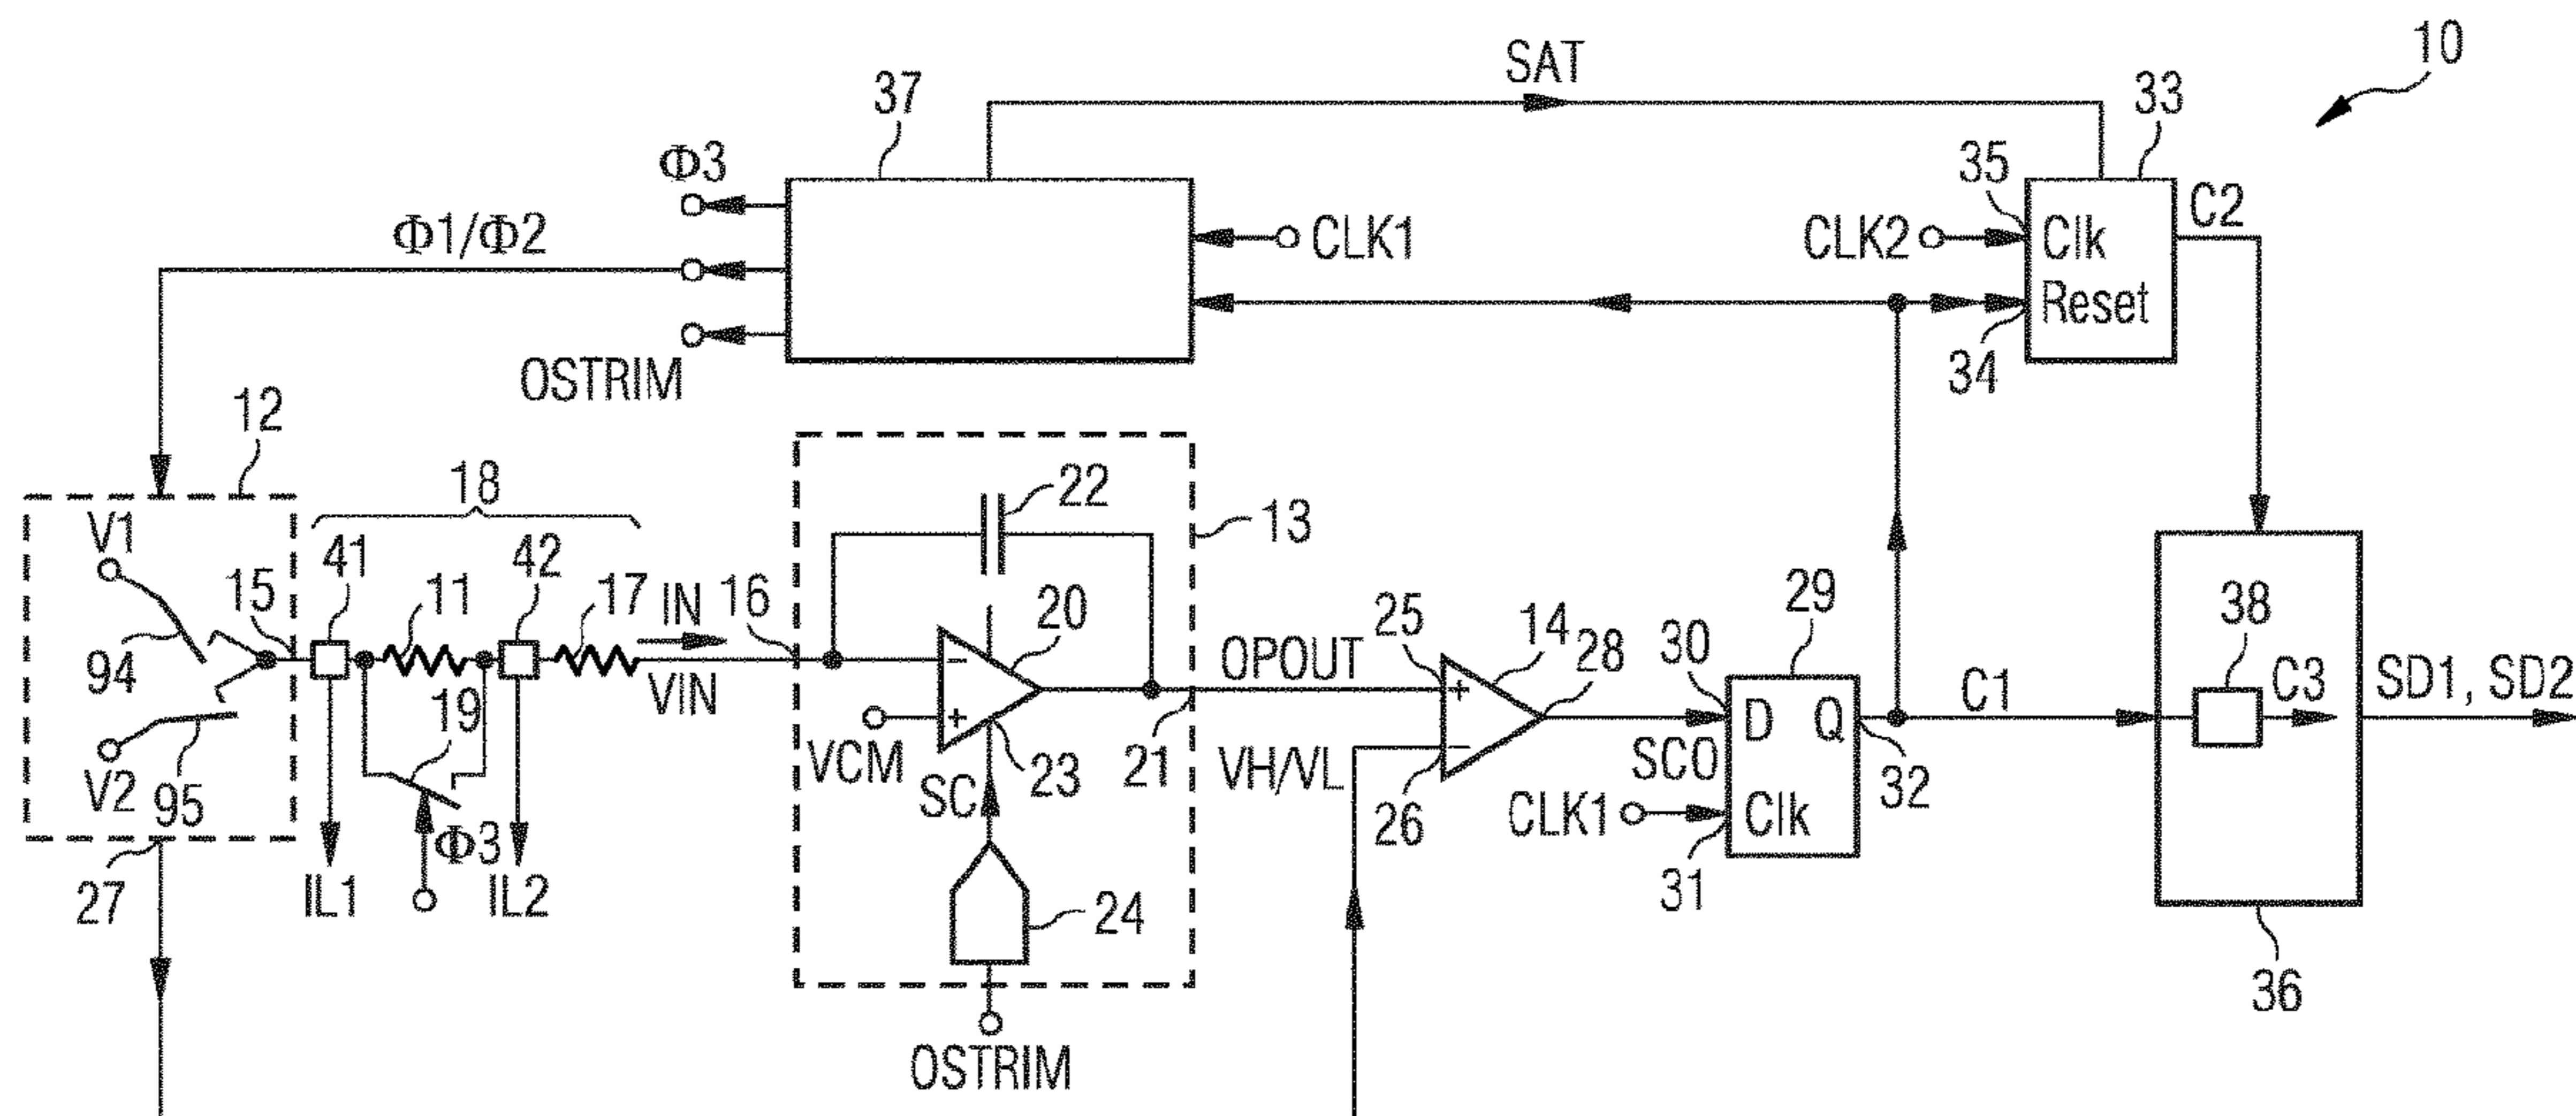 10
SAT
37
33
Φ3
35
C2
Φ1/Φ2
CLK1
CLK2
Clk
Reset
34
OSTRIM
12
18
22
13
V1
41
42
15
11
17
IN
16
20
29
38
94
19
VIN
OPOUT
25
14
28
30
C1
C3
SD1, SD2
V2
95
VCM
SC
23
21
VH/VL
26
SCO
D
Q
32
CLK1
Clk
31
Φ3
27
IL1
IL2
24
36
OSTRIM